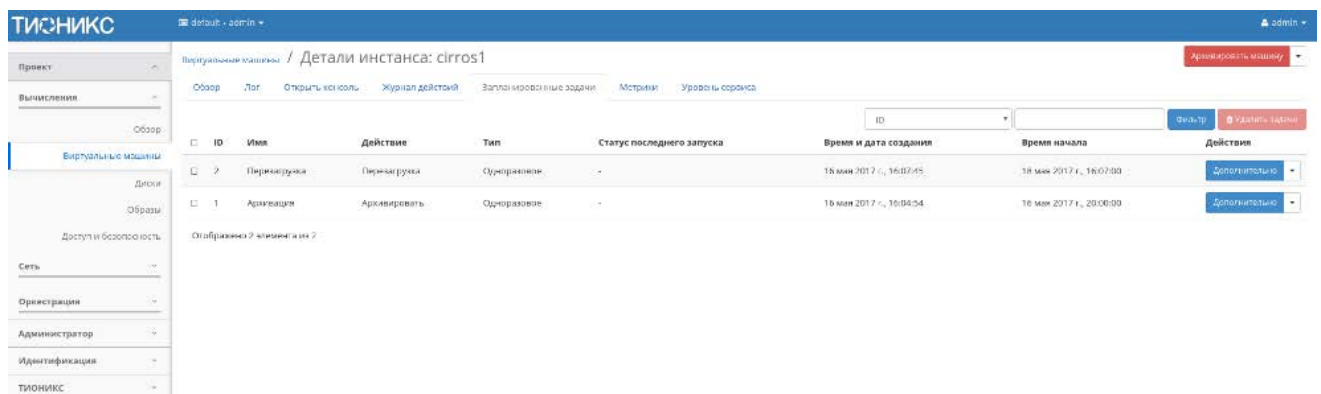 ТИОНИКС
default • admin
admin
Проект
Вычисления
Обзор
Виртуальные машины
Диски
Образы
Доступ и безопасность
Сеть
Оркестрация
Администратор
Идентификация
ТИОНИКС
Виртуальные машины / Детали инстанса: cirros1
Архивировать машину
Обзор Лог Открыть консоль Журнал действий Запланированные задачи Метрики Уровень сервиса
ID Фильтр Удалить задачи
ID Имя Действие Тип Статус последнего запуска Время и дата создания Время начала Действия
2 Перезагрузка Перезагрузка Одноразовое - 16 мая 2017 г., 16:07:45 18 мая 2017 г., 16:07:00 Дополнительно
1 Архивация Архивировать Одноразовое - 16 мая 2017 г., 16:04:54 16 мая 2017 г., 20:00:00 Дополнительно
Отображено 2 элемента из 2